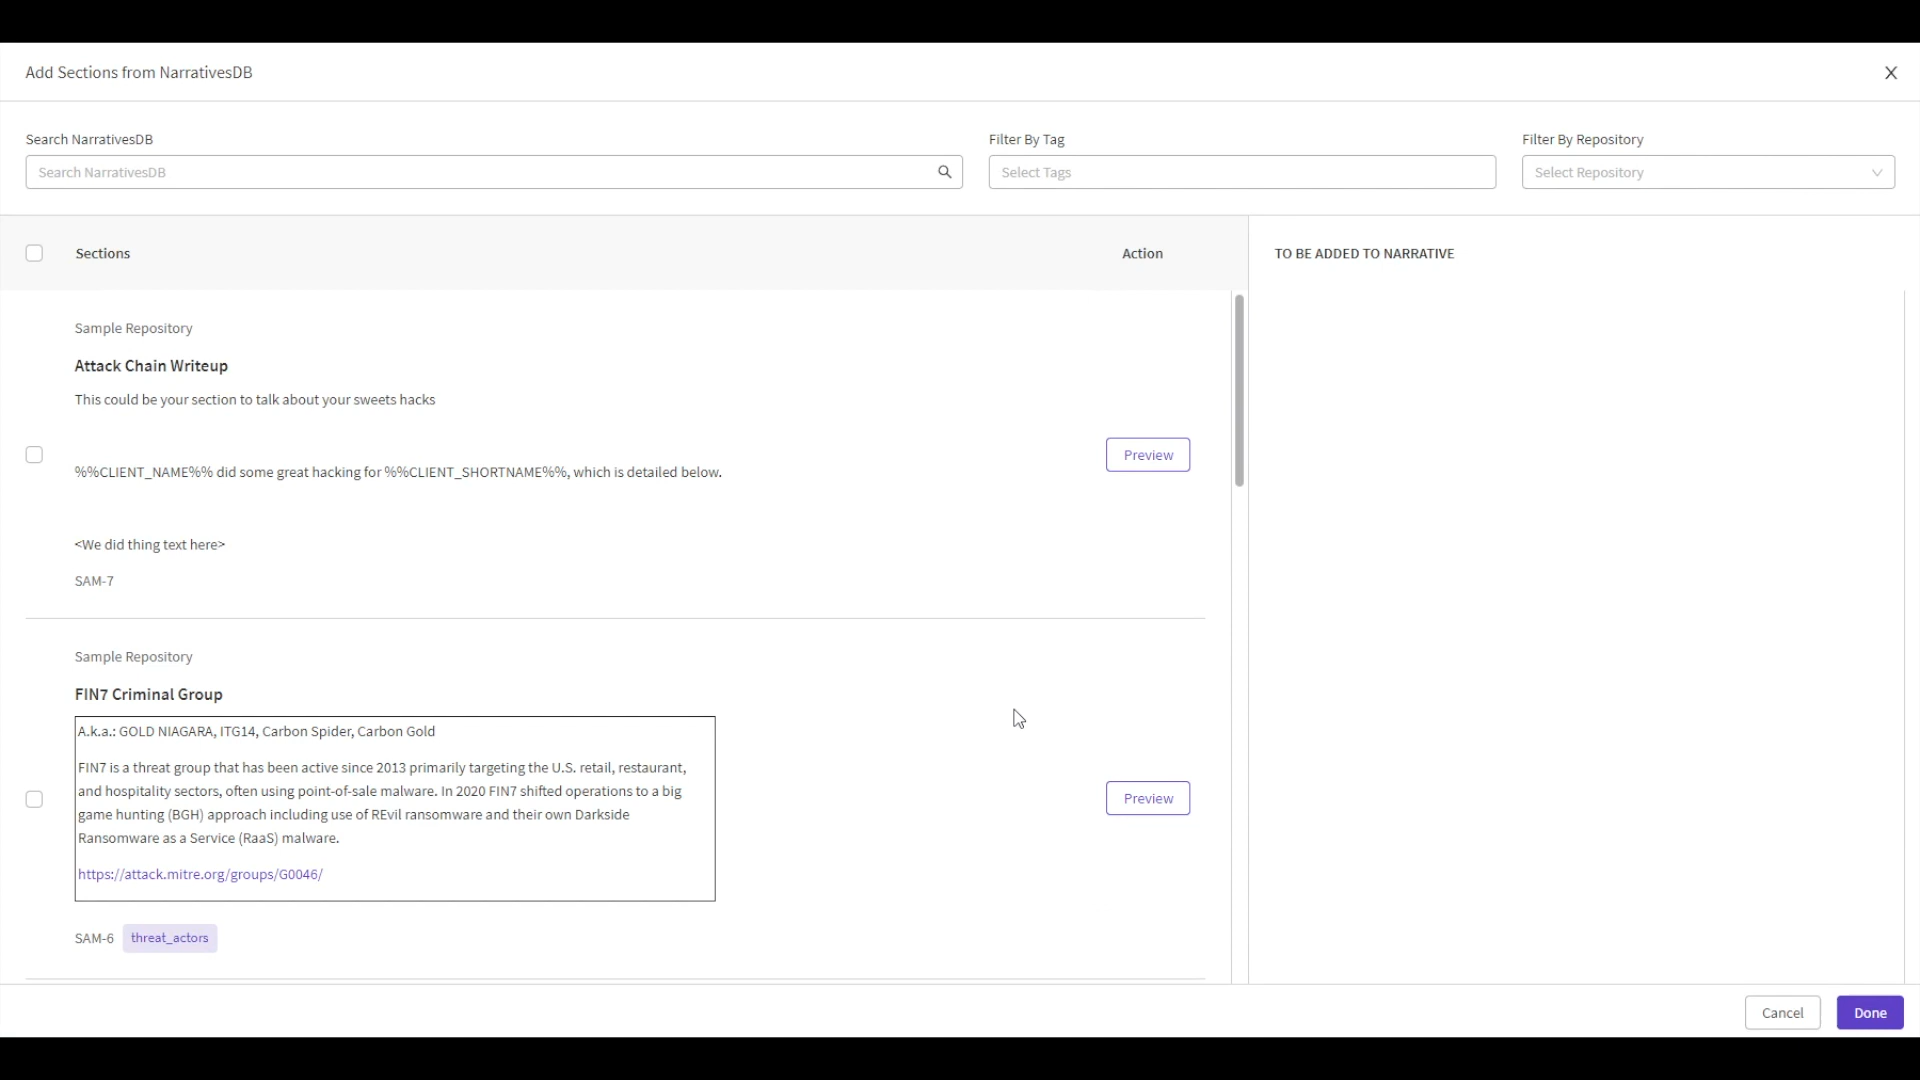 Add Sections from NarrativesDB
X
Search NarrativesDB
Filter By Tag
Filter By Repository
Search NarrativesDB
Select Tags
Select Repository
Sections
Action
TO BE ADDED TO NARRATIVE
Sample Repository
Attack Chain Writeup
This could be your section to talk about your sweets hacks
%%CLIENT_NAME%% did some great hacking for %%CLIENT_SHORTNAME%%, which is detailed below.
Preview
<We did thing text here>
SAM-7
Sample Repository
FIN7 Criminal Group
A.k.a.: GOLD NIAGARA, ITG14, Carbon Spider, Carbon Gold
FIN7 is a threat group that has been active since 2013 primarily targeting the U.S. retail, restaurant,
and hospitality sectors, often using point-of-sale malware. In 2020 FIN7 shifted operations to a big
game hunting (BGH) approach including use of REvil ransomware and their own Darkside
Ransomware as a Service (RaaS) malware.
https://attack.mitre.org/groups/G0046/
Preview
SAM-6 threat_actors
Cancel
Done